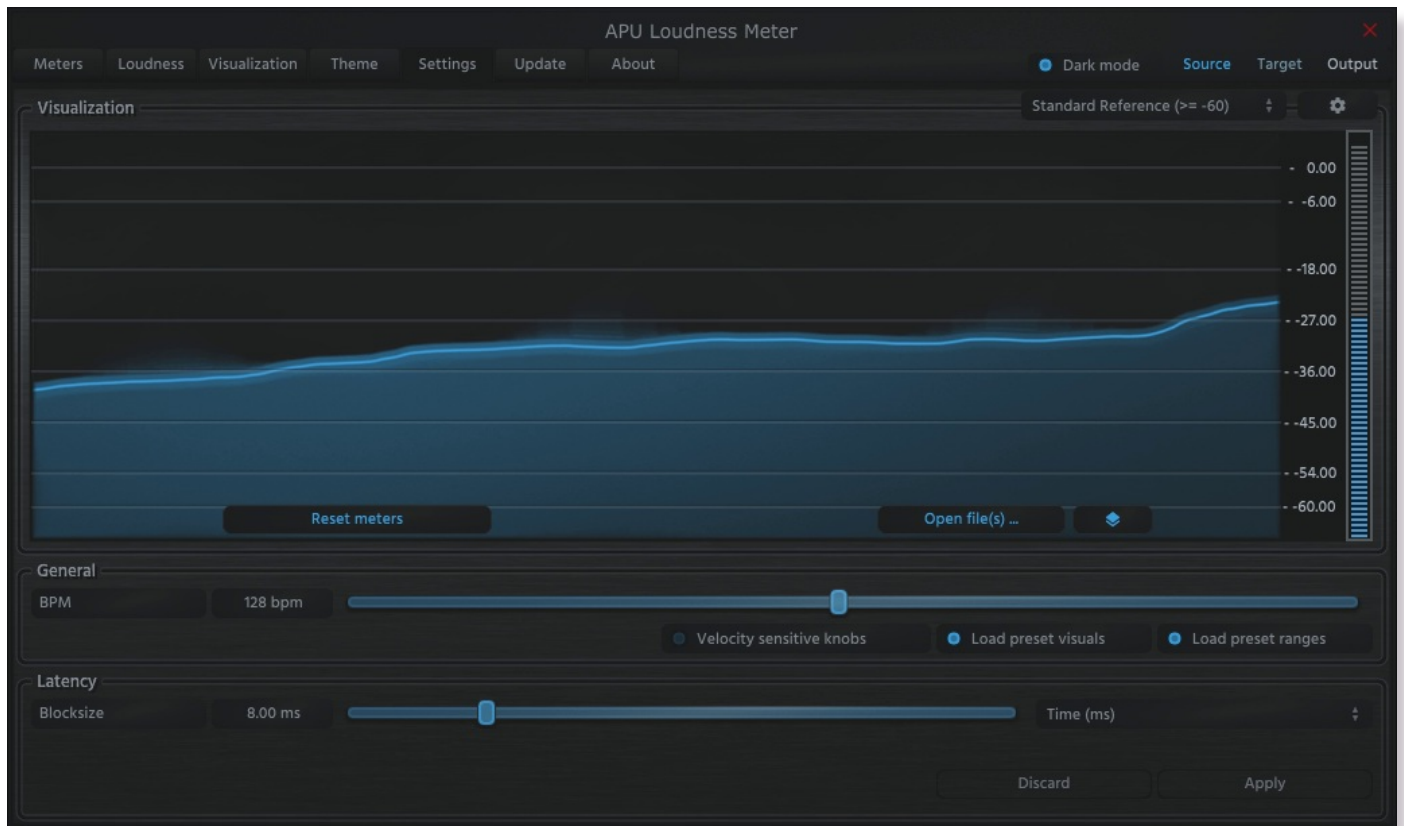 APU Loudness Meter
Meters Loudness Visualization Theme Settings Update About Dark mode Source Target Output
Visualization Standard Reference (>= -60)
- 0.00
- -6.00
- -18.00
- -27.00
- -36.00
- -45.00
- -54.00
- -60.00
Reset meters Open file(s) ...
General
BPM 128 bpm
Velocity sensitive knobs Load preset visuals Load preset ranges
Latency
Blocksize 8.00 ms Time (ms)
Discard Apply